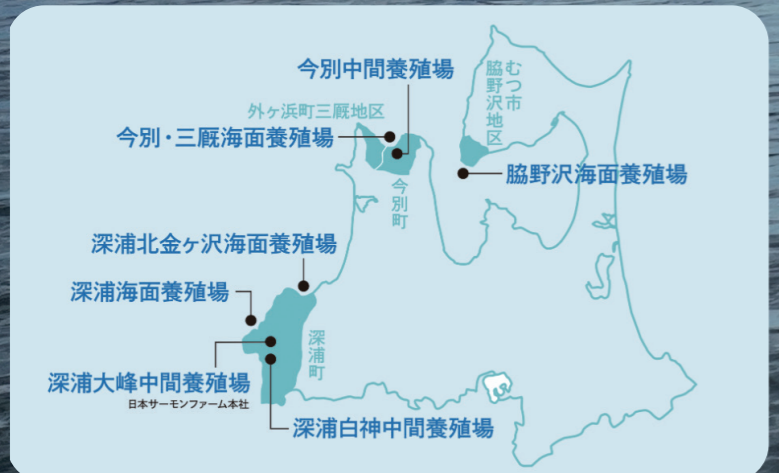 今別中間養殖場
むつ市
脇野沢地区
外ヶ浜町三厩地区
今別・三厩海面養殖場
脇野沢海面養殖場
今別町
深浦北金ヶ沢海面養殖場
深浦海面養殖場
深浦町
深浦大峰中間養殖場
日本サーモンファーム本社
深浦白神中間養殖場